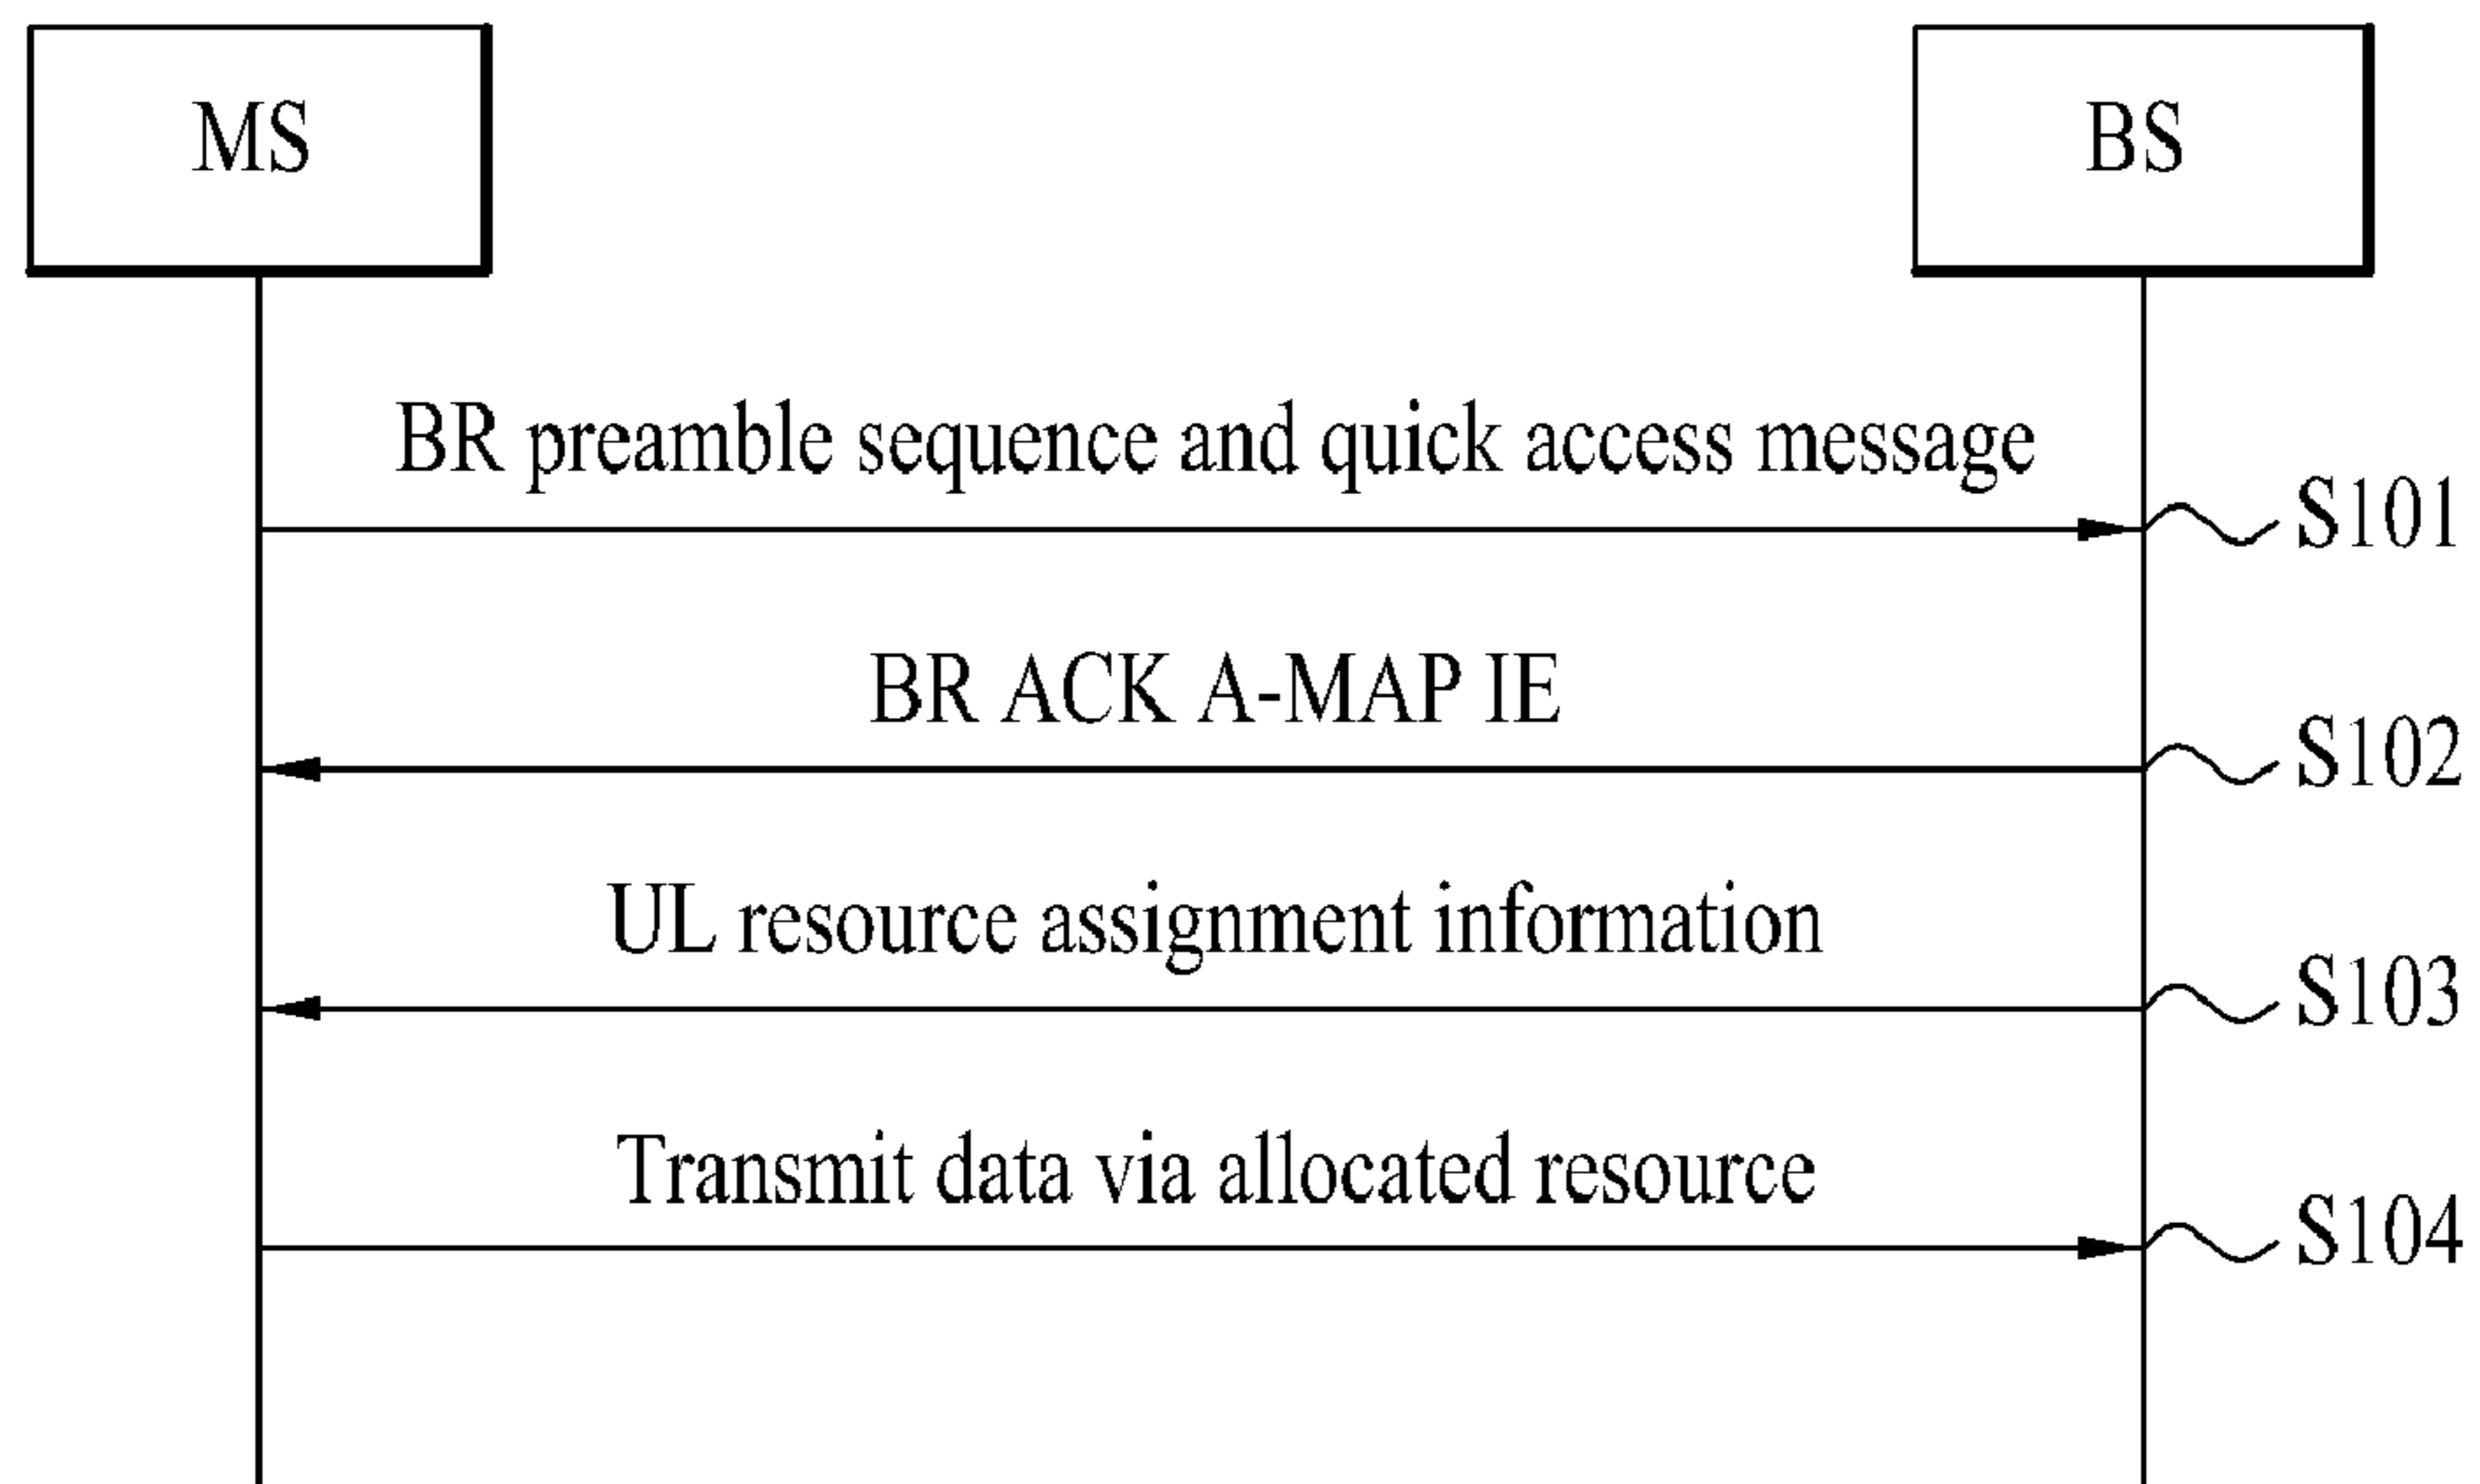 MS
BS
BR preamble sequence and quick access message
S101
BR ACK A-MAP IE
S102
UL resource assignment information
S103
Transmit data via allocated resource
S104